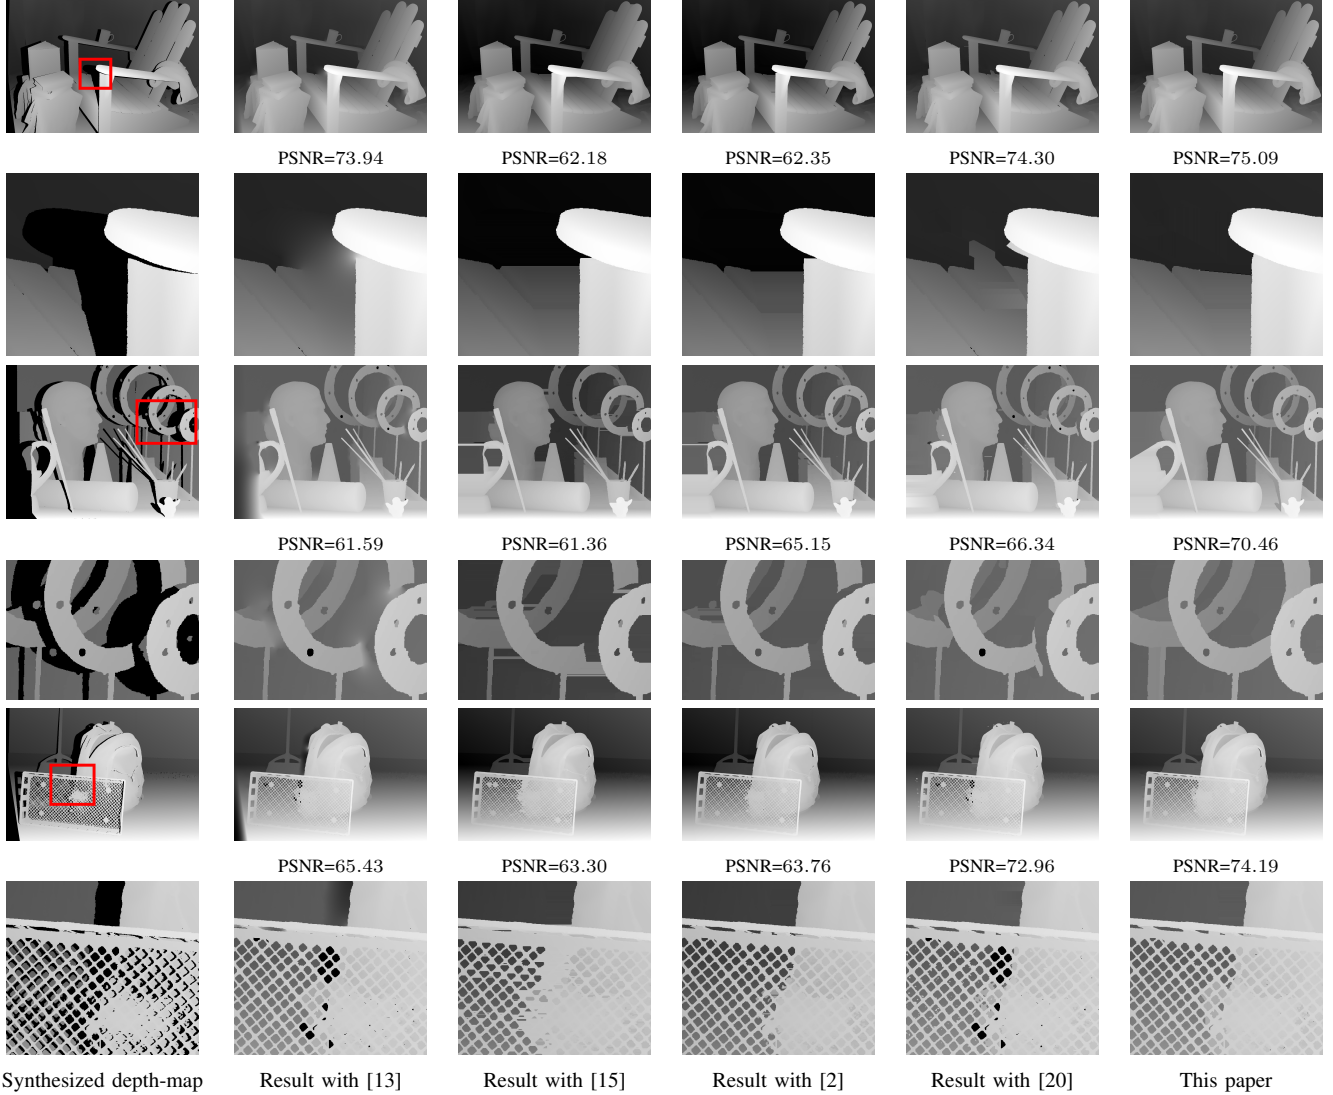 PSNR=73.94 PSNR=62.18 PSNR=62.35 PSNR=74.30 PSNR=75.09
PSNR=61.59 PSNR=61.36 PSNR=65.15 PSNR=66.34 PSNR=70.46
PSNR=65.43 PSNR=63.30 PSNR=63.76 PSNR=72.96 PSNR=74.19
Synthesized depth-map Result with [13] Result with [15] Result with [2] Result with [20] This paper